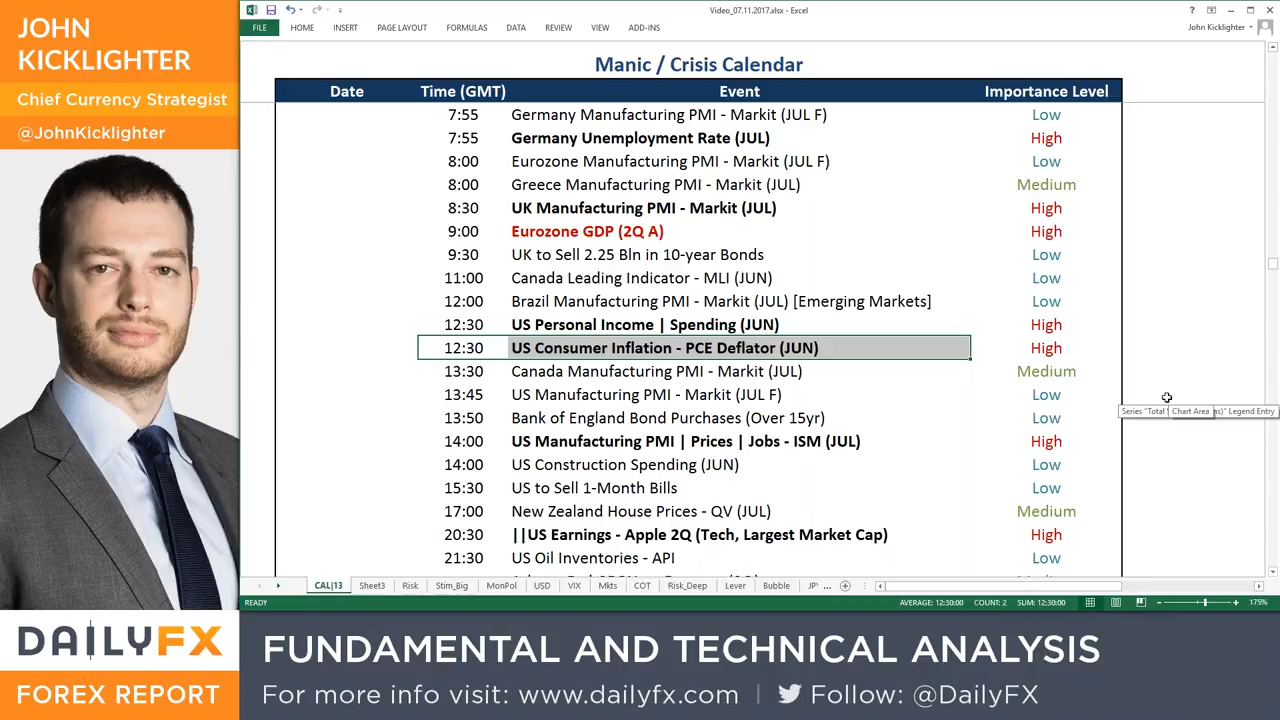 JOHN
KICKLIGHTER
Chief Currency Strategist
@JohnKicklighter
Video_07.11.2017.xlsx - Excel
FILE HOME INSERT PAGE LAYOUT FORMULAS DATA REVIEW VIEW ADD-INS John Kicklighter
Manic / Crisis Calendar
Date Time (GMT) Event Importance Level
7:55 Germany Manufacturing PMI - Markit (JUL F) Low
7:55 Germany Unemployment Rate (JUL) High
8:00 Eurozone Manufacturing PMI - Markit (JUL F) Low
8:00 Greece Manufacturing PMI - Markit (JUL) Medium
8:30 UK Manufacturing PMI - Markit (JUL) High
9:00 Eurozone GDP (2Q A) High
9:30 UK to Sell 2.25 Bln in 10-year Bonds Low
11:00 Canada Leading Indicator - MLI (JUN) Low
12:00 Brazil Manufacturing PMI - Markit (JUL) [Emerging Markets] Low
12:30 US Personal Income | Spending (JUN) High
12:30 US Consumer Inflation - PCE Deflator (JUN) High
13:30 Canada Manufacturing PMI - Markit (JUL) Medium
13:45 US Manufacturing PMI - Markit (JUL F) Low
Series "Total Chart Area s)" Legend Entry
13:50 Bank of England Bond Purchases (Over 15yr) Low
14:00 US Manufacturing PMI | Prices | Jobs - ISM (JUL) High
14:00 US Construction Spending (JUN) Low
15:30 US to Sell 1-Month Bills Low
17:00 New Zealand House Prices - QV (JUL) Medium
20:30 ||US Earnings - Apple 2Q (Tech, Largest Market Cap) High
21:30 US Oil Inventories - API Low
CAL|13 Sheet3 Risk Stim.Big MonPol USD VIX Mkts COT Risk_Deep Lever Bubble JP ...
READY AVERAGE: 12:30:00 COUNT: 2 SUM: 12:30:00 175%
DAILYFX
FOREX REPORT
FUNDAMENTAL AND TECHNICAL ANALYSIS
For more info visit: www.dailyfx.com | Follow: @DailyFX